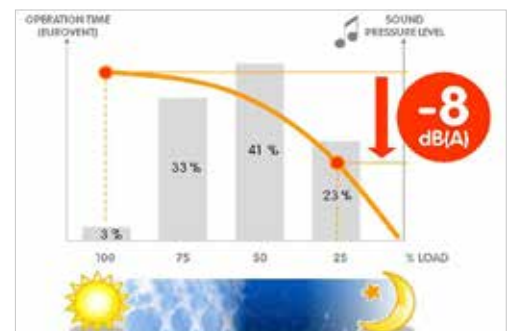 OPERATION TIME
(EUROVENT)
SOUND
PRESSURE LEVEL
-8
dB(A)
33 %
41 %
23 %
3 %
100 75 50 25 % LOAD